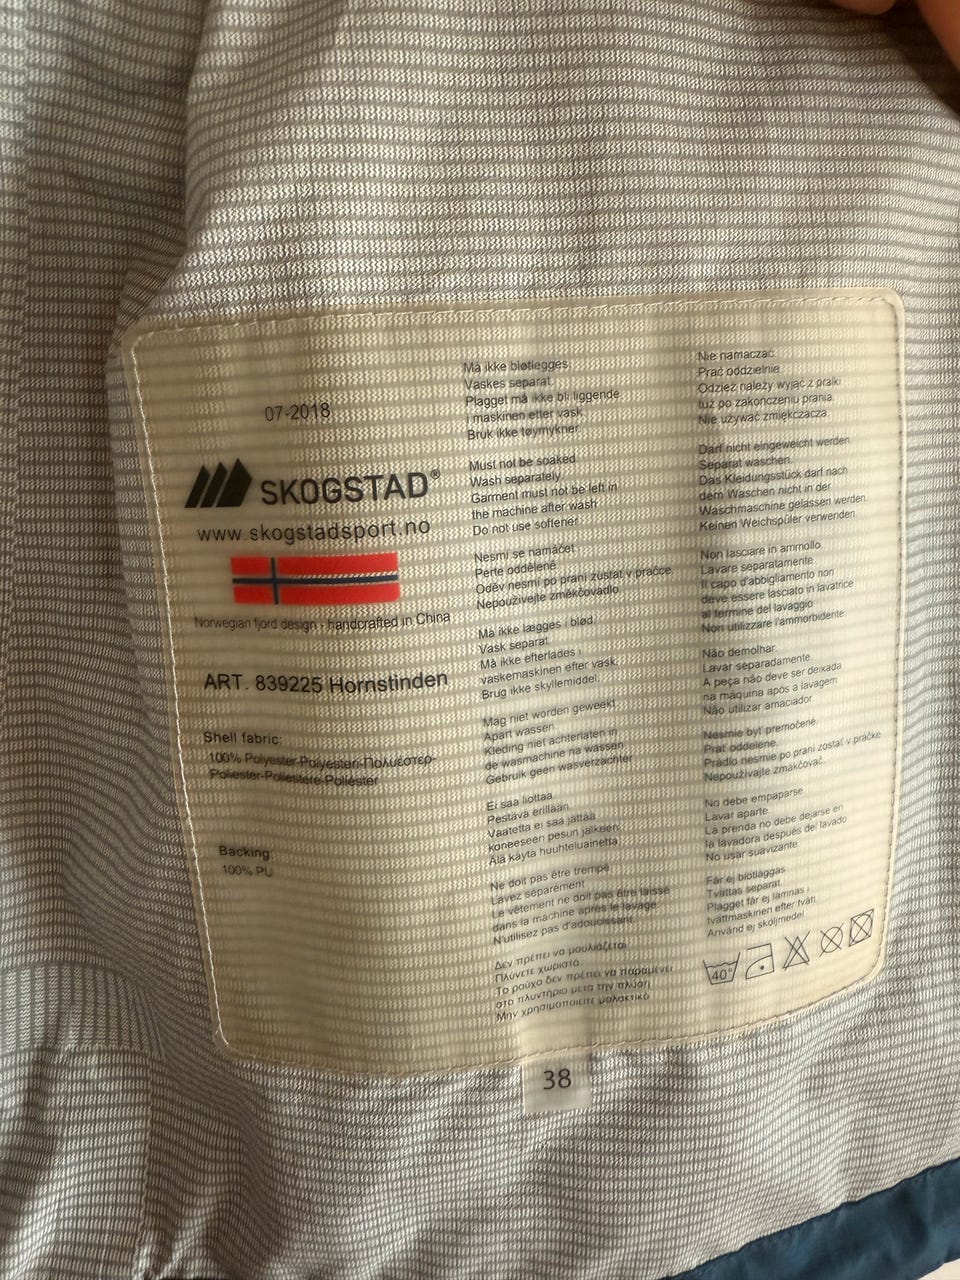 07-2018
SKOGSTAD®
www.skogstadsport.no
Norwegian fjord design - handcrafted in China
ART. 839225 Hornstinden
Shell fabric:
100% Polyester-Polyesteri-Πολυέστερ-
Poliester-Poliestere-Poliéster
Backing:
100% PU
Må ikke bløtlegges,
Vaskes separat,
Plagget må ikke bli liggende
i maskinen etter vask.
Bruk ikke tøymykner.
Must not be soaked
Wash separately
Garment must not be left in
the machine after wash
Do not use softener
Nesmí se namáčet
Perte oddělené
Oděv nesmí po praní zůstat v pračce
Nepoužívejte změkčovadlo
Må ikke lægges i blød.
Vask separat.
Må ikke efterlades i
vaskemaskinen efter vask.
Brug ikke skyllemiddel.
Mag niet worden geweekt
Apart wassen
Kleding niet achterlaten in
de wasmachine na wassen
Gebruik geen wasverzachter
Ei saa liottaa.
Pestävä erillään.
Vaatetta ei saa jättää
koneeseen pesun jälkeen.
Älä käytä huuhteluainetta.
Ne doit pas être trempé
Lavez séparément
Le vêtement ne doit pas être laissé
dans la machine après le lavage
N'utilisez pas d'adoucissant
Δεν πρέπει να μουλιάζεται
Πλύνετε χωριστά
Το ρούχο δεν πρέπει να παραμένει
στο πλυντήριο μετά την πλύση
Μην χρησιμοποιείτε μαλακτικό
Nie namaczać
Prać oddzielnie
Odzież należy wyjąć z pralki
tuż po zakończeniu prania.
Nie używać zmiękczacza.
Darf nicht eingeweicht werden.
Separat waschen.
Das Kleidungsstück darf nach
dem Waschen nicht in der
Waschmaschine gelassen werden.
Keinen Weichspüler verwenden.
Non lasciare in ammollo.
Lavare separatamente.
Il capo d'abbigliamento non
deve essere lasciato in lavatrice
al termine del lavaggio
Non utilizzare l'ammorbidente.
Não demolhar.
Lavar separadamente.
A peça não deve ser deixada
na máquina após a lavagem
Não utilizar amaciador
Nesmie byť premočené
Prať oddelene.
Prádlo nesmie po praní zostať v práčke
Nepoužívajte zmäkčovač.
No debe empaparse
Lavar aparte.
La prenda no debe dejarse en
la lavadora después del lavado
No usar suavizante.
Får ej blötläggas
Tvättas separat.
Plagget får ej lämnas i
tvättmaskinen efter tvätt
Använd ej sköljmedel
40°
38